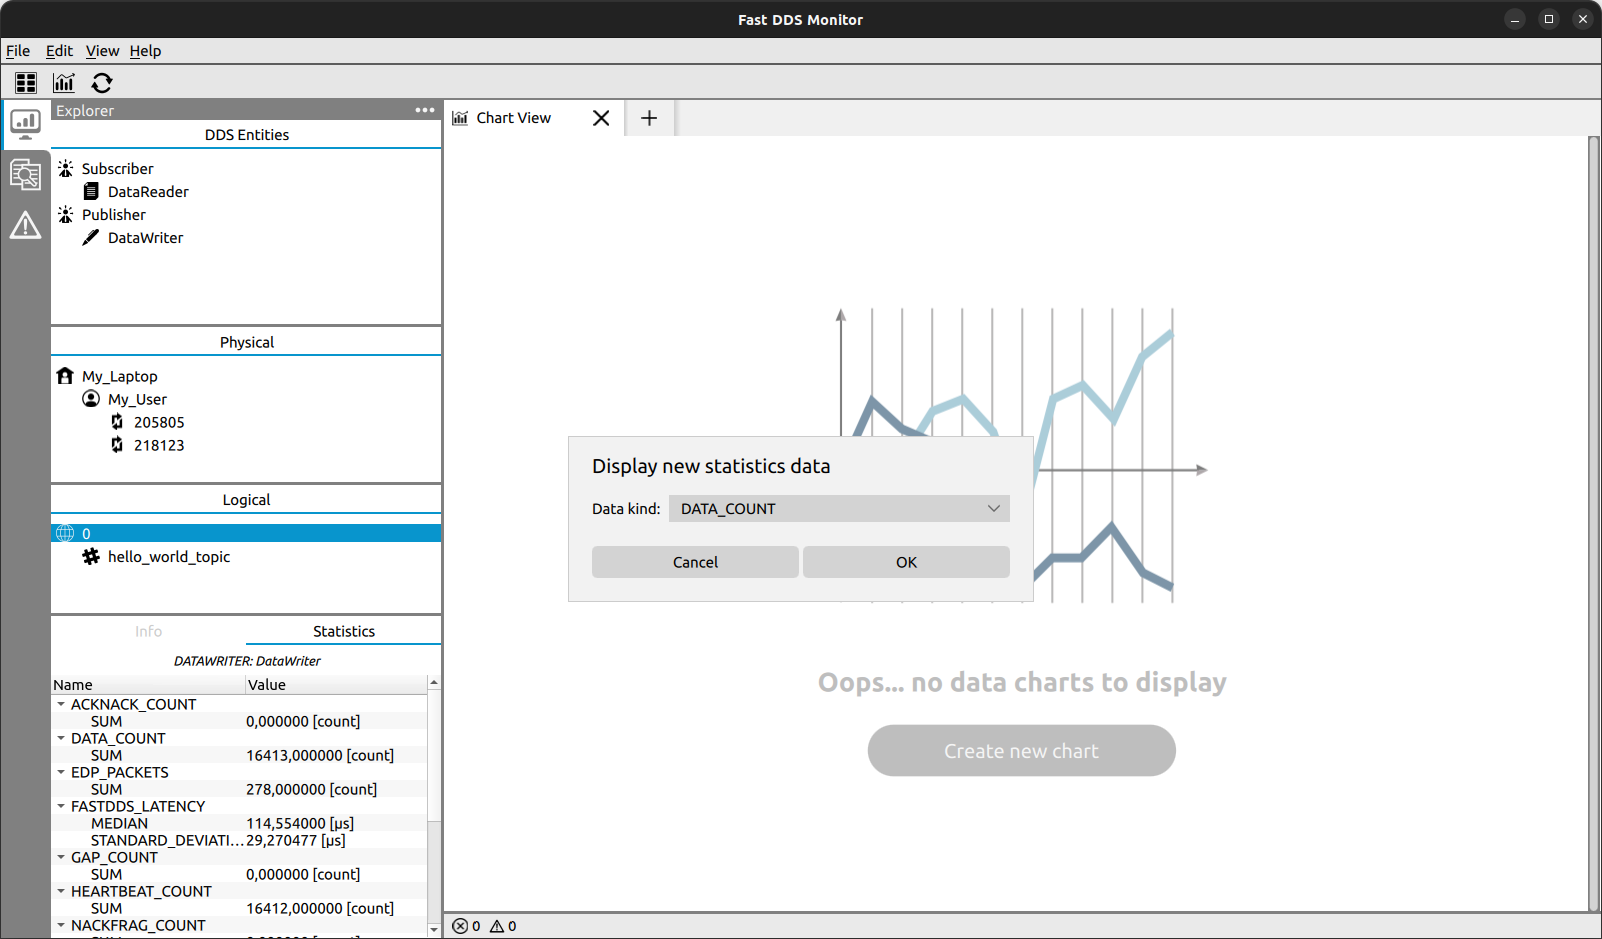 Fast DDS Monitor
File Edit View Help
Explorer
DDS Entities
Subscriber
DataReader
Publisher
DataWriter
Physical
My_Laptop
My_User
205805
218123
Logical
0
hello_world_topic
Info Statistics
DATAWRITER: DataWriter
Name Value
ACKNACK_COUNT
SUM 0,000000 [count]
DATA_COUNT
SUM 16413,000000 [count]
EDP_PACKETS
SUM 278,000000 [count]
FASTDDS_LATENCY
MEDIAN 114,554000 [µs]
STANDARD_DEVIATI... 29,270477 [µs]
GAP_COUNT
SUM 0,000000 [count]
HEARTBEAT_COUNT
SUM 16412,000000 [count]
NACKFRAG_COUNT
Chart View
Display new statistics data
Data kind: DATA_COUNT
Cancel OK
Oops... no data charts to display
Create new chart
0 0